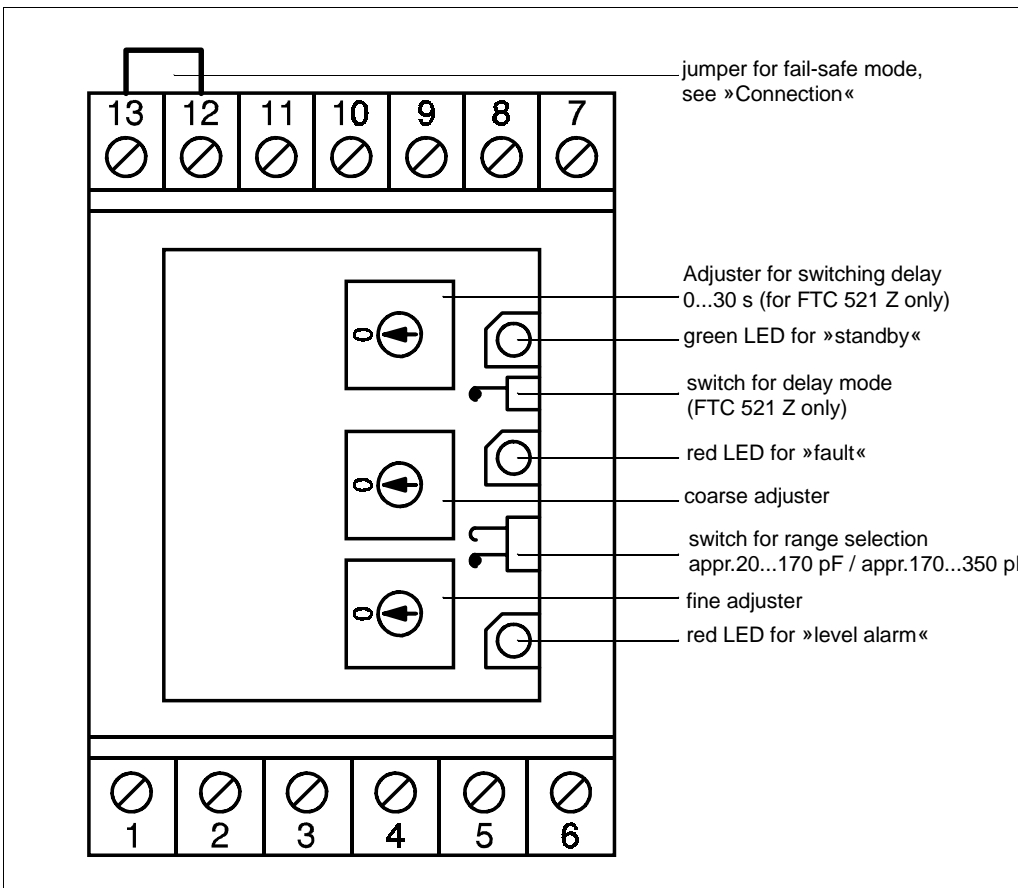 jumper for fail-safe mode,
see »Connection«
13 12 11 10 9 8 7
Adjuster for switching delay
0...30 s (for FTC 521 Z only)
0
green LED for »standby«
switch for delay mode
(FTC 521 Z only)
red LED for »fault«
0
coarse adjuster
switch for range selection
appr.20...170 pF / appr.170...350 p
fine adjuster
0
red LED for »level alarm«
1 2 3 4 5 6